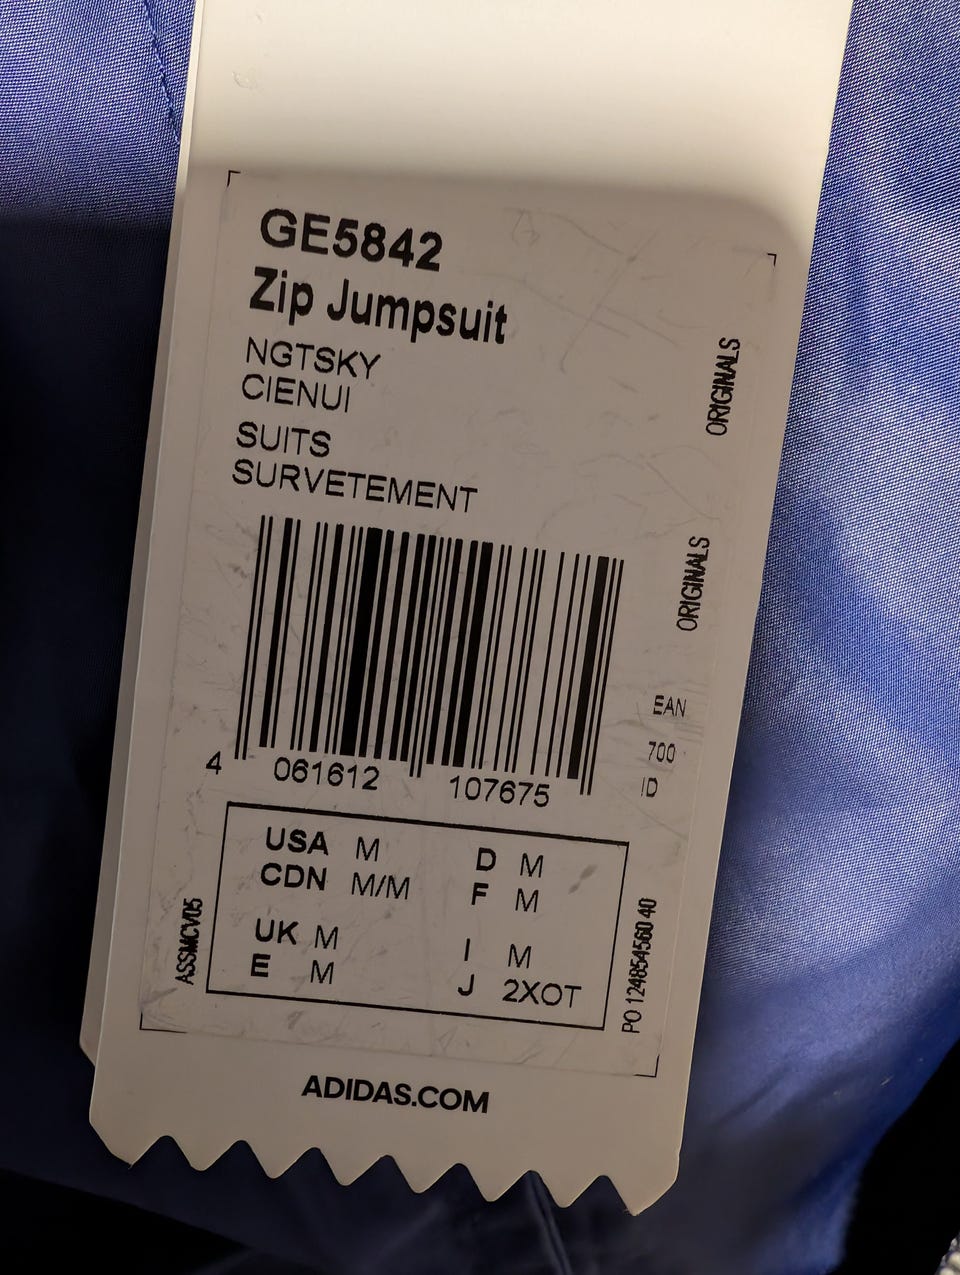 GE5842
Zip Jumpsuit
NGTSKY
CIENUI
SUITS
SURVETEMENT
ORIGINALS
ORIGINALS
EAN
700
ID
4 061612 107675
USA M D M
CDN M/M F M
UK M I M
E M J 2XOT
ASSMCV05
PO 124854560 40
ADIDAS.COM